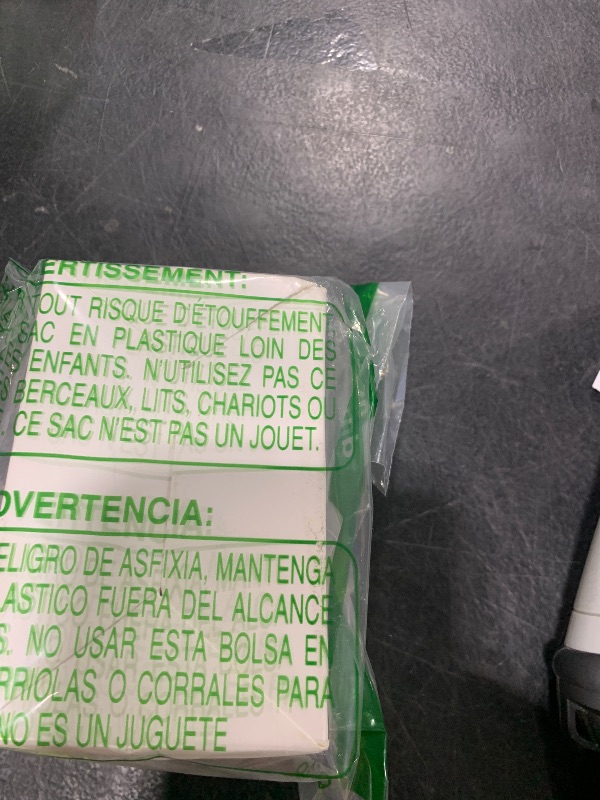 ERTISSEMENT:
OUT RISQUE D'ÉTOUFFEMENT
SAC EN PLASTIQUE LOIN DES
ENFANTS. N'UTILISEZ PAS CE
BERCEAUX, LITS, CHARIOTS OU
. CE SAC N'EST PAS UN JOUET.
DVERTENCIA:
ELIGRO DE ASFIXIA, MANTENGA
LASTICO FUERA DEL ALCANCE
S. NO USAR ESTA BOLSA EN
RRIOLAS O CORRALES PARA
NO ES UN JUGUETE